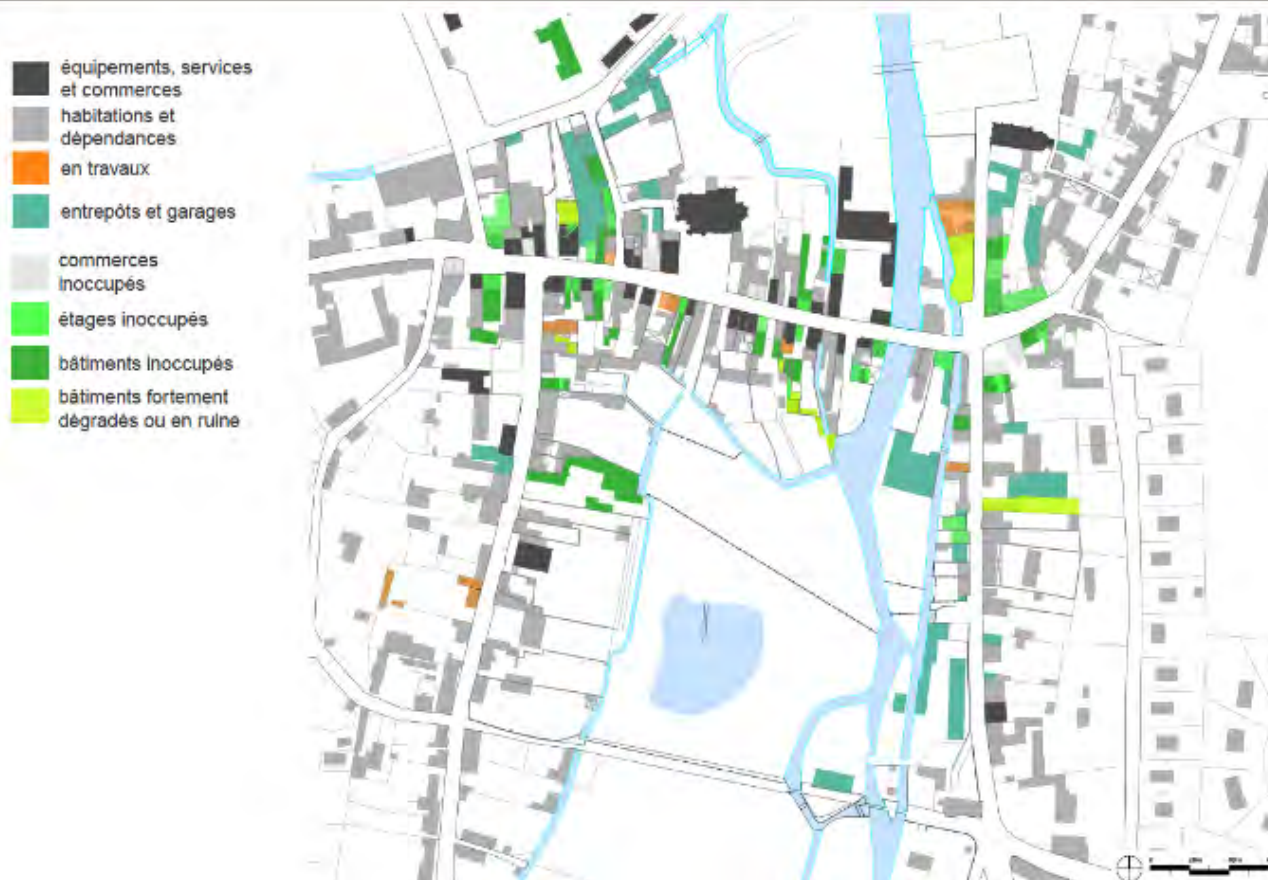 équipements, services
et commerces
habitations et
dépendances
en travaux
entrepôts et garages
commerces
inoccupés
étages inoccupés
bâtiments inoccupés
bâtiments fortement
dégradés ou en ruine